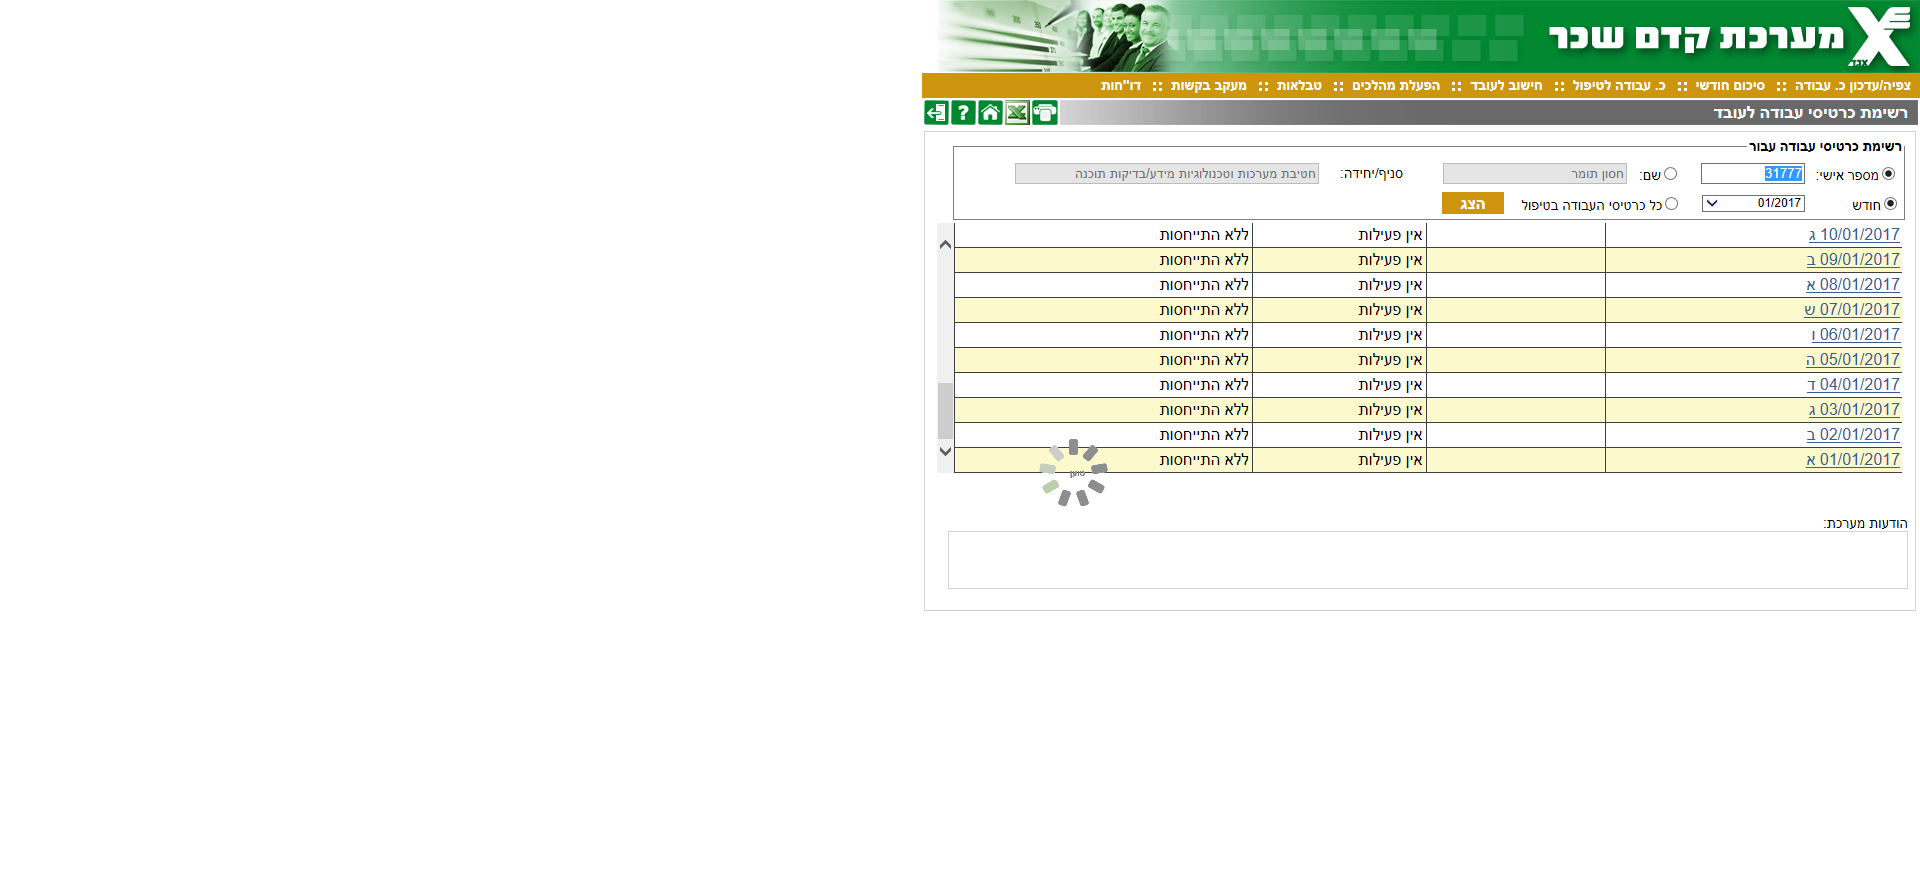 מערכת קדם שכר
אגד
צפיה/עדכון כ. עבודה :: סיכום חודשי :: כ. עבודה לטיפול :: חישוב לעובד :: הפעלת מהלכים :: טבלאות :: מעקב בקשות :: דו"חות
רשימת כרטיסי עבודה לעובד
רשימת כרטיסי עבודה עבור
מספר אישי: 31777 שם: חסון תומר סניף/יחידה: חטיבת מערכות וטכנולוגיות מידע/בדיקות תוכנה
חודש 01/2017 כל כרטיסי העבודה בטיפול הצג
10/01/2017 ג אין פעילות ללא התייחסות
09/01/2017 ב אין פעילות ללא התייחסות
08/01/2017 א אין פעילות ללא התייחסות
07/01/2017 ש אין פעילות ללא התייחסות
06/01/2017 ו אין פעילות ללא התייחסות
05/01/2017 ה אין פעילות ללא התייחסות
04/01/2017 ד אין פעילות ללא התייחסות
03/01/2017 ג אין פעילות ללא התייחסות
02/01/2017 ב אין פעילות ללא התייחסות
01/01/2017 א אין פעילות ללא התייחסות
טוען
הודעות מערכת: